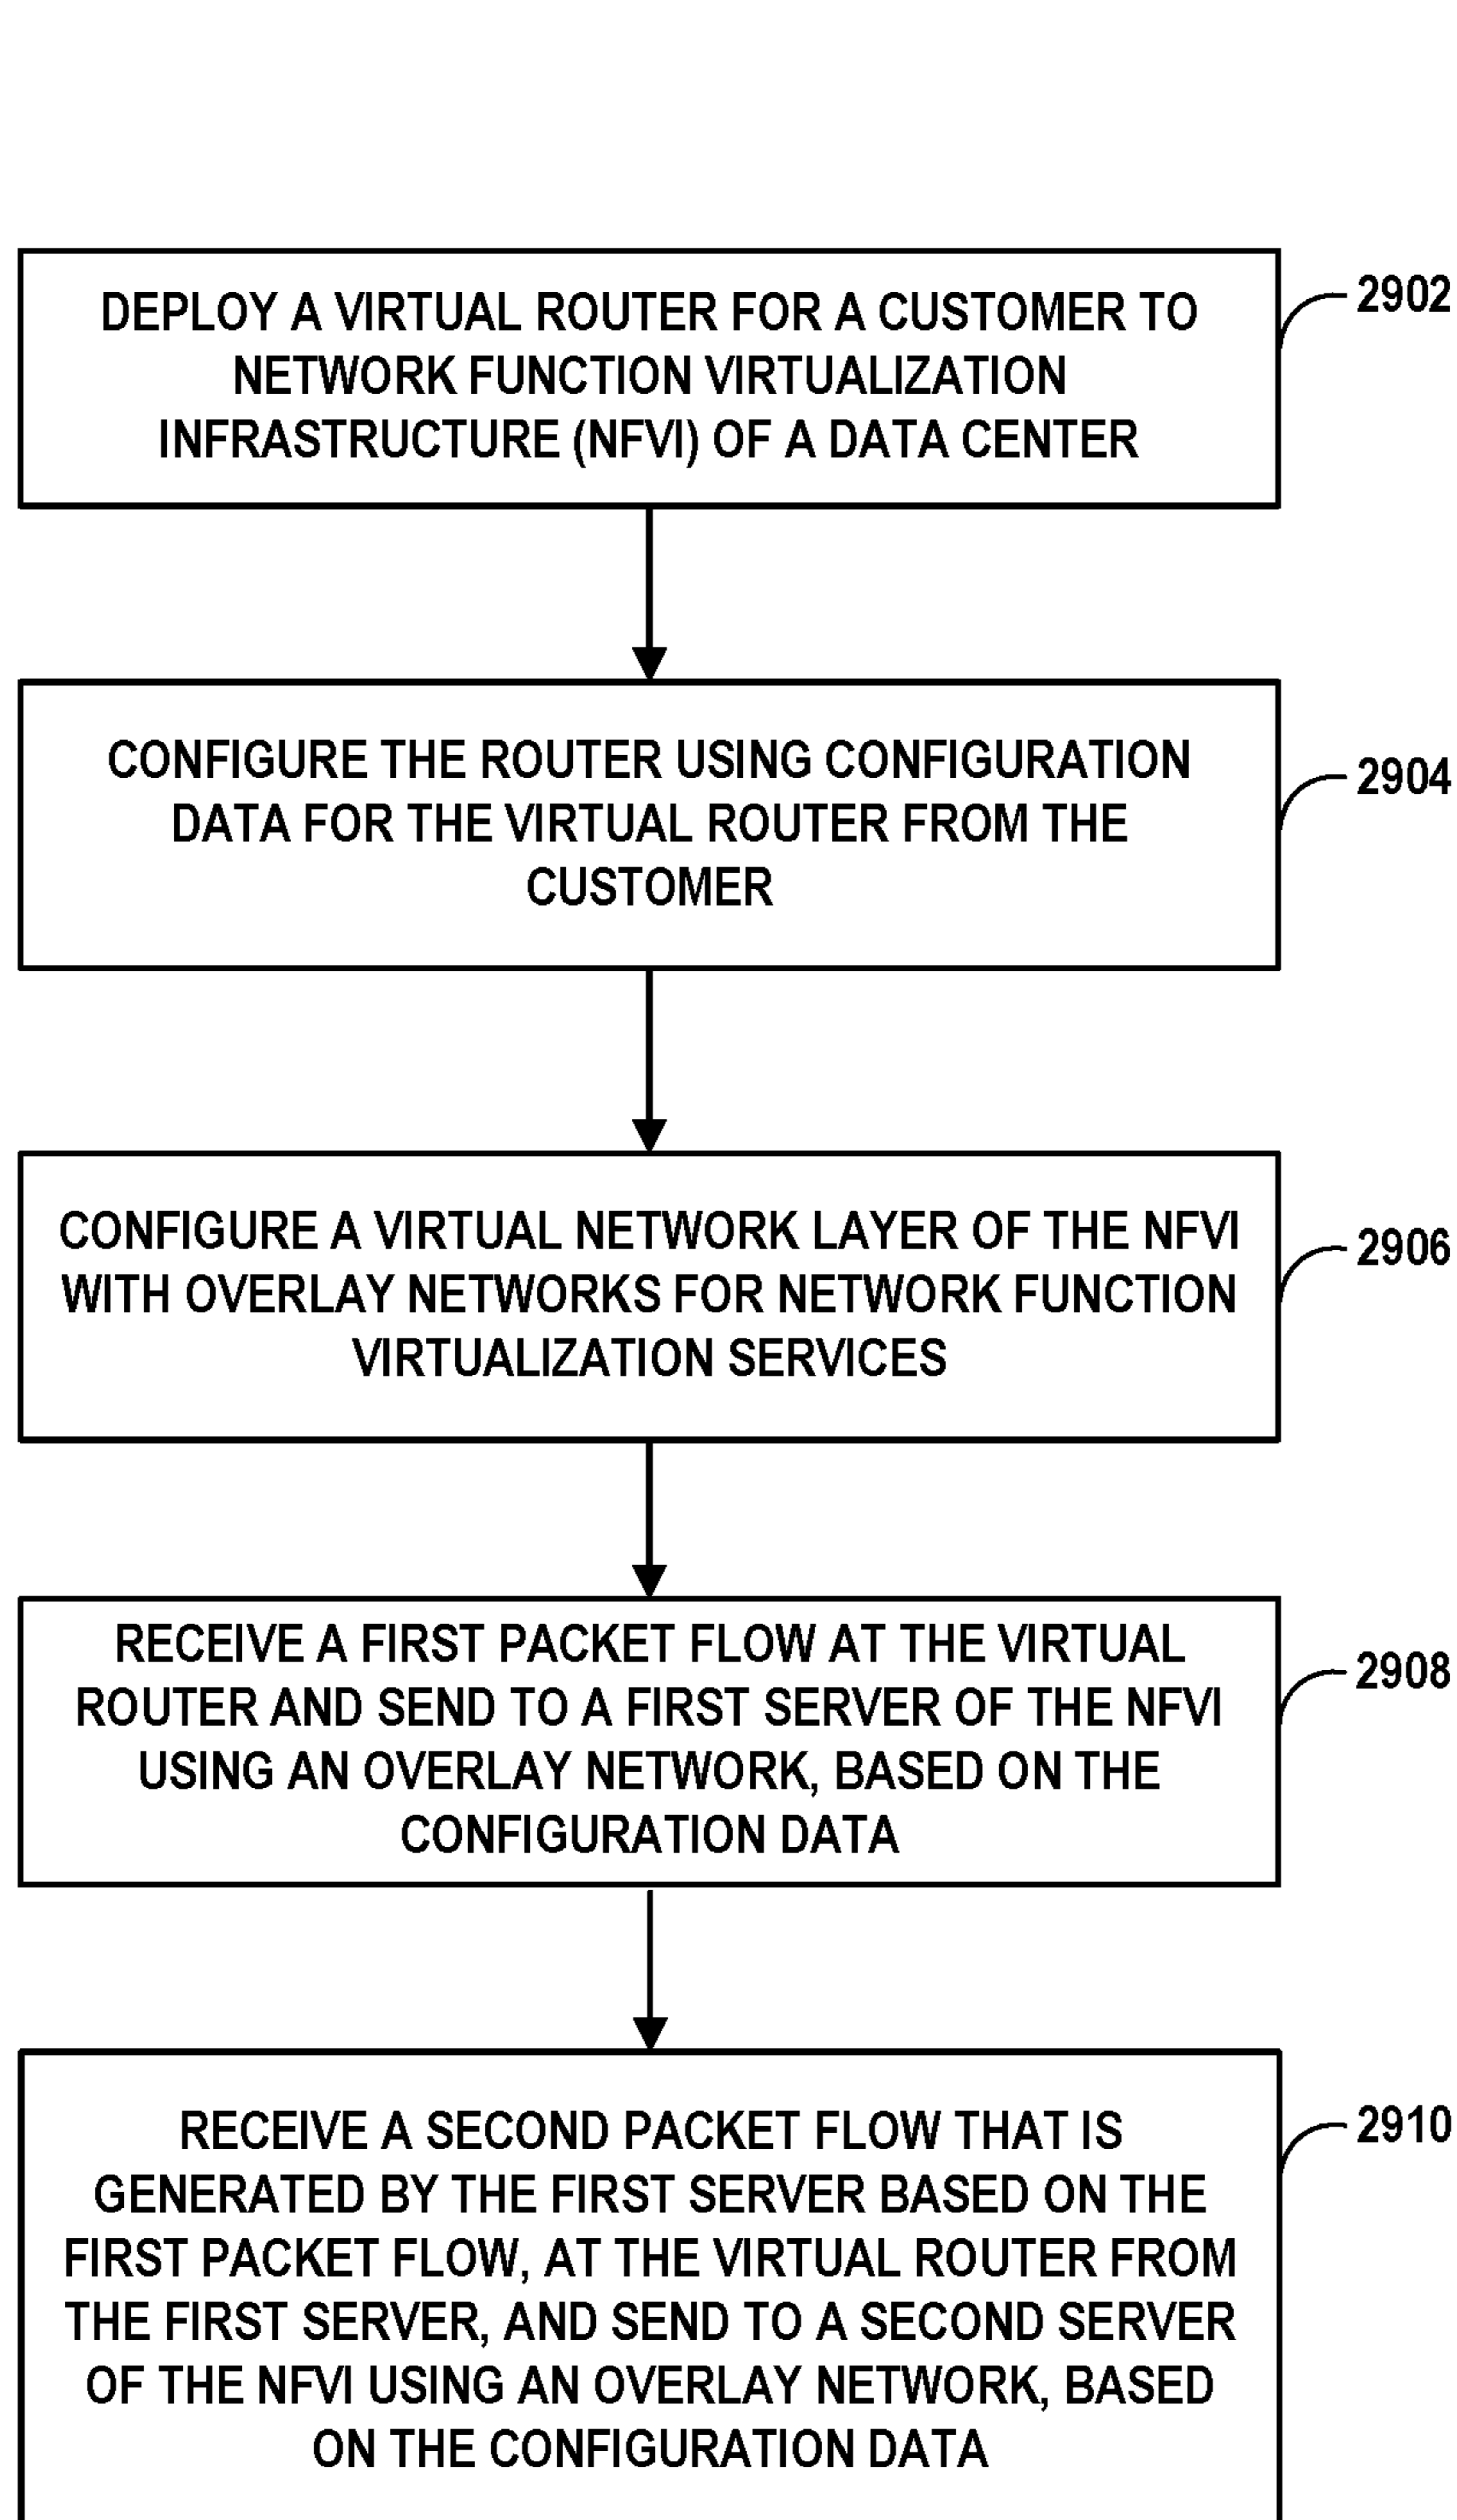 DEPLOY A VIRTUAL ROUTER FOR A CUSTOMER TO
NETWORK FUNCTION VIRTUALIZATION
INFRASTRUCTURE (NFVI) OF A DATA CENTER
2902
CONFIGURE THE ROUTER USING CONFIGURATION
DATA FOR THE VIRTUAL ROUTER FROM THE
CUSTOMER
2904
CONFIGURE A VIRTUAL NETWORK LAYER OF THE NFVI
WITH OVERLAY NETWORKS FOR NETWORK FUNCTION
VIRTUALIZATION SERVICES
2906
RECEIVE A FIRST PACKET FLOW AT THE VIRTUAL
ROUTER AND SEND TO A FIRST SERVER OF THE NFVI
USING AN OVERLAY NETWORK, BASED ON THE
CONFIGURATION DATA
2908
RECEIVE A SECOND PACKET FLOW THAT IS
GENERATED BY THE FIRST SERVER BASED ON THE
FIRST PACKET FLOW, AT THE VIRTUAL ROUTER FROM
THE FIRST SERVER, AND SEND TO A SECOND SERVER
OF THE NFVI USING AN OVERLAY NETWORK, BASED
ON THE CONFIGURATION DATA
2910